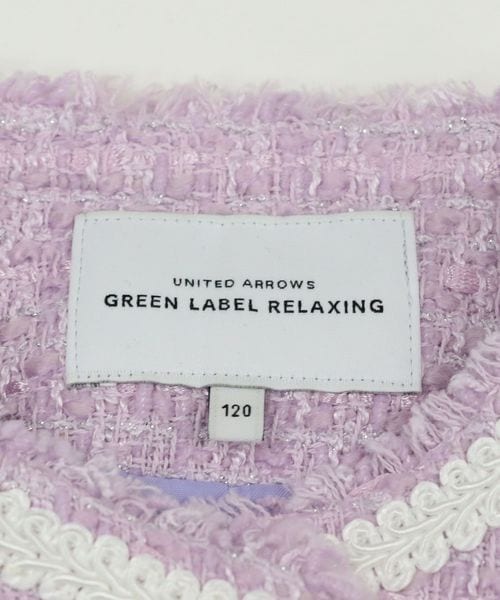 UNITED ARROWS
GREEN LABEL RELAXING
120